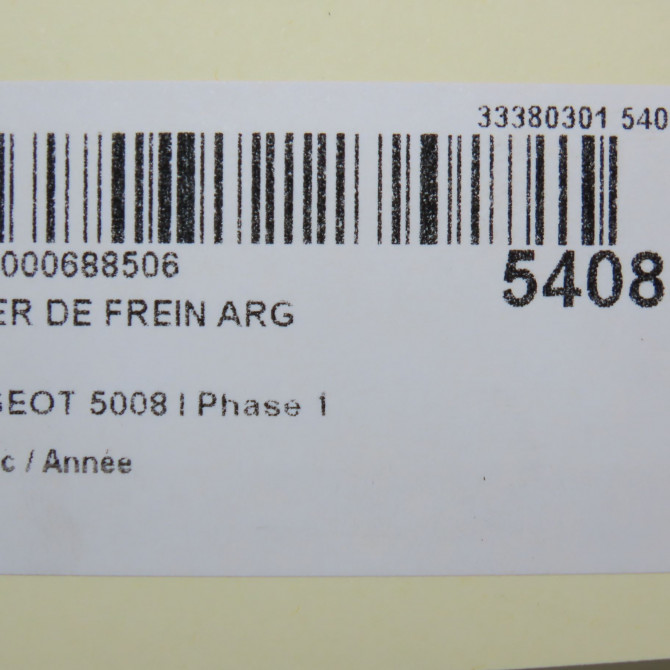 33380301 540
000688506
5408
ER DE FREIN ARG
GEOT 5008 I Phase 1
c / Année